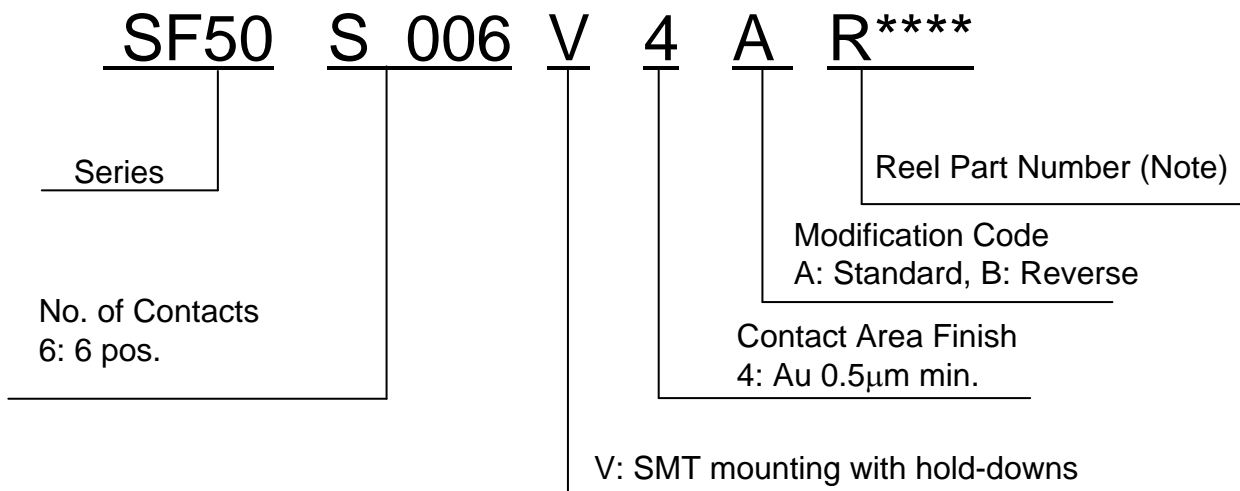 SF50 S 006 V 4 A R****
Series
Reel Part Number (Note)
Modification Code
A: Standard, B: Reverse
No. of Contacts
6: 6 pos.
Contact Area Finish
4: Au 0.5μm min.
V: SMT mounting with hold-downs